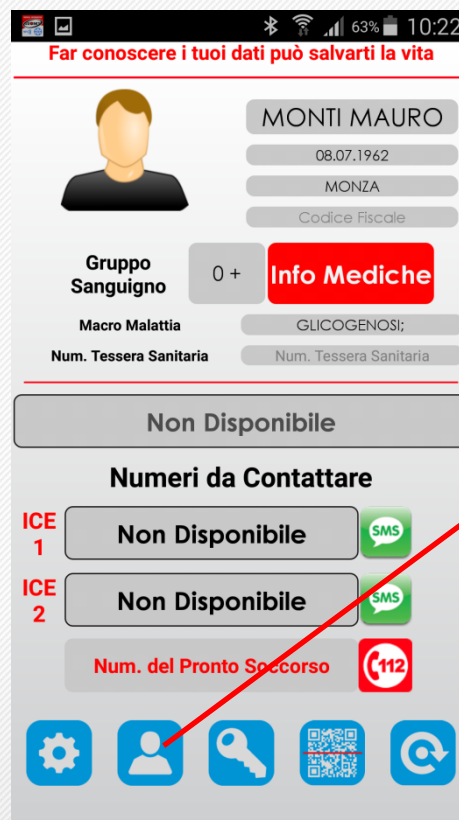 63% 10:22
Far conoscere i tuoi dati può salvarti la vita
MONTI MAURO
08.07.1962
MONZA
Codice Fiscale
Gruppo
Sanguigno
0 +
Info Mediche
Macro Malattia
GLICOGENOSI;
Num. Tessera Sanitaria
Num. Tessera Sanitaria
Non Disponibile
Numeri da Contattare
ICE
1
Non Disponibile
SMS
ICE
2
Non Disponibile
SMS
Num. del Pronto Soccorso
112